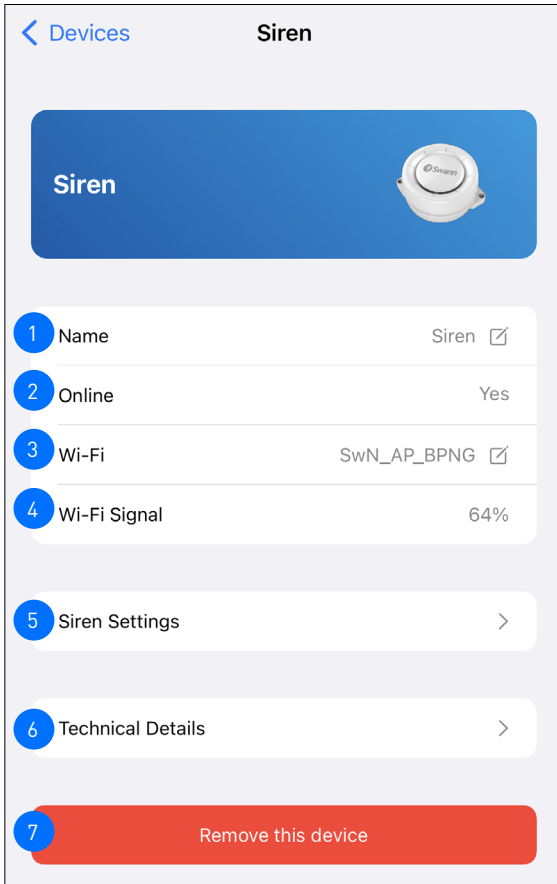 Devices Siren
Siren
Swann
1 Name Siren
2 Online Yes
3 Wi-Fi SwN_AP_BPNG
4 Wi-Fi Signal 64%
5 Siren Settings
6 Technical Details
7 Remove this device